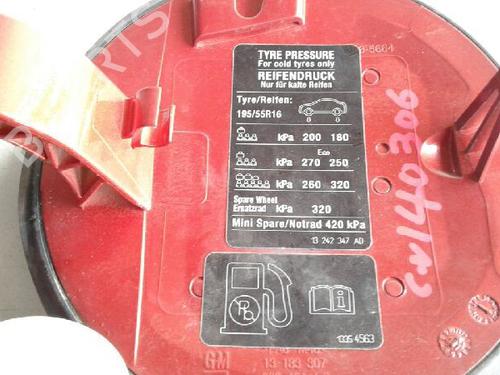 TYRE PRESSURE
For cold tyres only
REIFENDRUCK
Nur für kalte Reifen
Tyre/Reifen:
195/55R16
kPa 200 180
Eco
kPa 270 250
kPa 260 320
Spare Wheel
Ersatzrad kPa 320
Mini Spare/Notrad 420 kPa
13 242 347 AD
Pb
i
1335 4563
GM
13 183 307
CN140306